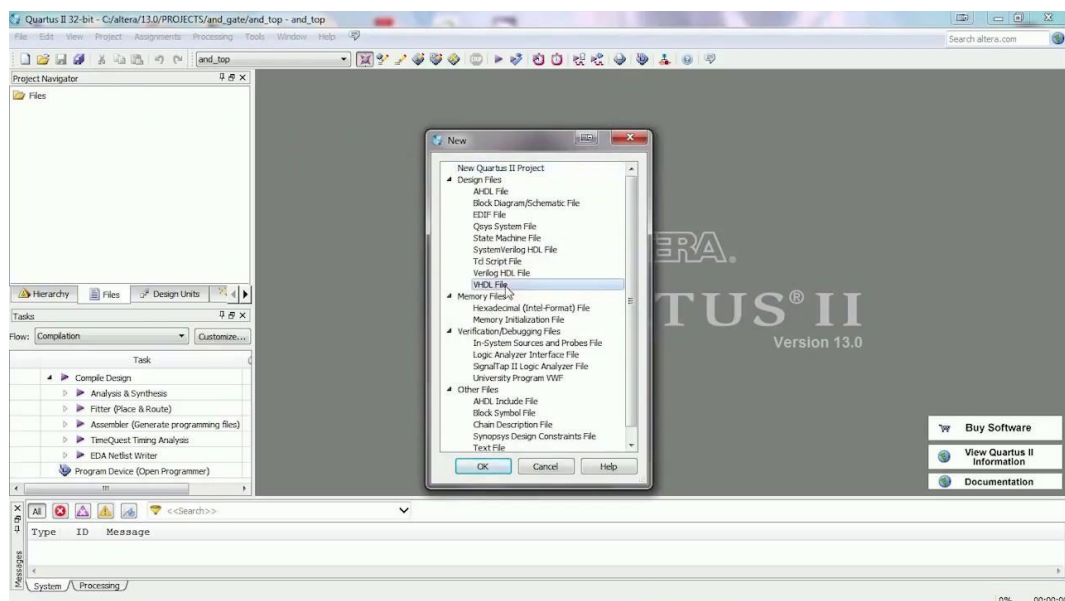 Quartus II 32-bit - C:/altera/13.0/PROJECTS/and_gate/and_top - and_top
File Edit View Project Assignments Processing Tools Window Help
Search altera.com
and_top
Project Navigator
Files
Hierarchy Files Design Units
Tasks
Flow: Compilation Customize...
Task
Compile Design
Analysis & Synthesis
Fitter (Place & Route)
Assembler (Generate programming files)
TimeQuest Timing Analysis
EDA Netlist Writer
Program Device (Open Programmer)
New
New Quartus II Project
Design Files
AHDL File
Block Diagram/Schematic File
EDIF File
Qsys System File
State Machine File
SystemVerilog HDL File
Tcl Script File
Verilog HDL File
VHDL File
Memory Files
Hexadecimal (Intel-Format) File
Memory Initialization File
Verification/Debugging Files
In-System Sources and Probes File
Logic Analyzer Interface File
SignalTap II Logic Analyzer File
University Program VWF
Other Files
AHDL Include File
Block Symbol File
Chain Description File
Synopsys Design Constraints File
Text File
OK Cancel Help
ERA.
TUS® II
Version 13.0
Buy Software
View Quartus II
Information
Documentation
All <<Search>>
Type ID Message
Messages
System Processing
0% 00:00:0